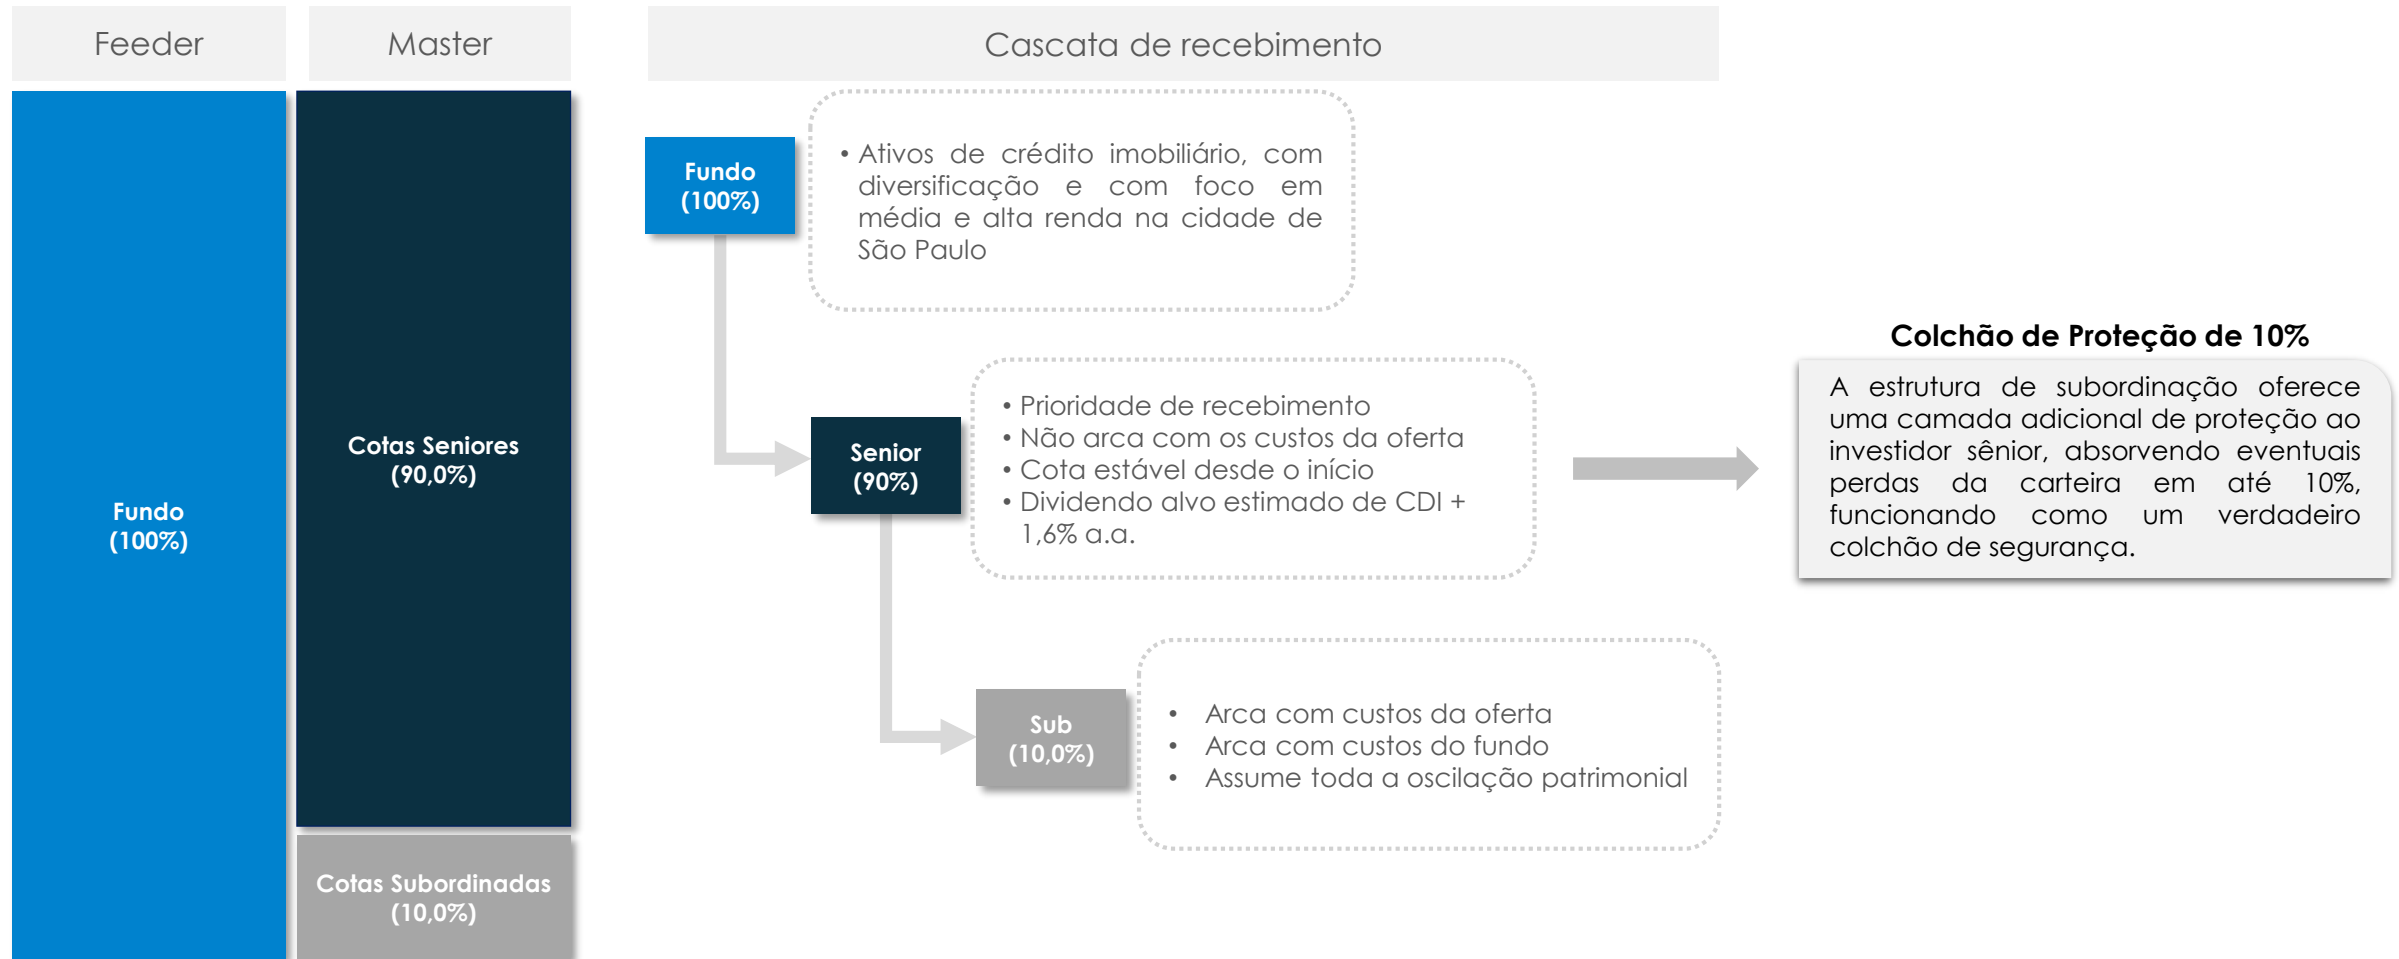 Feeder
Master
Cascata de recebimento
Fundo
(100%)
Cotas Seniores
(90,0%)
Cotas Subordinadas
(10,0%)
Fundo
(100%)
• Ativos de crédito imobiliário, com
diversificação e com foco em
média e alta renda na cidade de
São Paulo
Senior
(90%)
• Prioridade de recebimento
• Não arca com os custos da oferta
• Cota estável desde o início
• Dividendo alvo estimado de CDI +
1,6% a.a.
Sub
(10,0%)
• Arca com custos da oferta
• Arca com custos do fundo
• Assume toda a oscilação patrimonial
Colchão de Proteção de 10%
A estrutura de subordinação oferece
uma camada adicional de proteção ao
investidor sênior, absorvendo eventuais
perdas da carteira em até 10%,
funcionando como um verdadeiro
colchão de segurança.